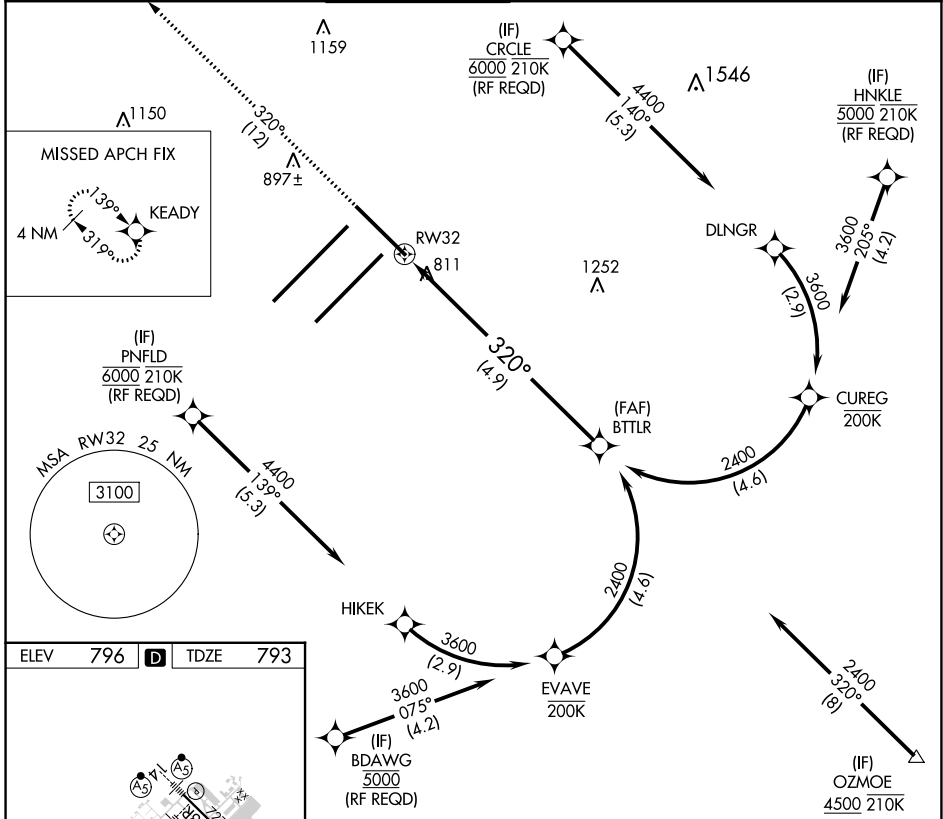 1159
(IF)
CRCLE
6000 210K
(RF REQD)
1546
(IF)
HNKLE
5000 210K
(RF REQD)
4400
140°
(5.3)
1150
320°
(12)
897±
MISSED APCH FIX
139°
KEADY
4 NM
319°
RW32
811
DLNGR
3600
205°
(4.2)
1252
3600
(2.9)
(IF)
PNFLD
6000 210K
(RF REQD)
320°
(4.9)
(FAF)
BTTLR
CUREG
200K
MSA RW32 25 NM
3100
4400
139°
(5.3)
2400
(4.6)
2400
(4.6)
HIKEK
3600
(2.9)
EVAVE
200K
ELEV 796 D TDZE 793
3600
075°
(4.2)
(IF)
BDAWG
5000
(RF REQD)
2400
320°
(8)
(IF)
OZMOE
4500 210K
A5
A5
14
P